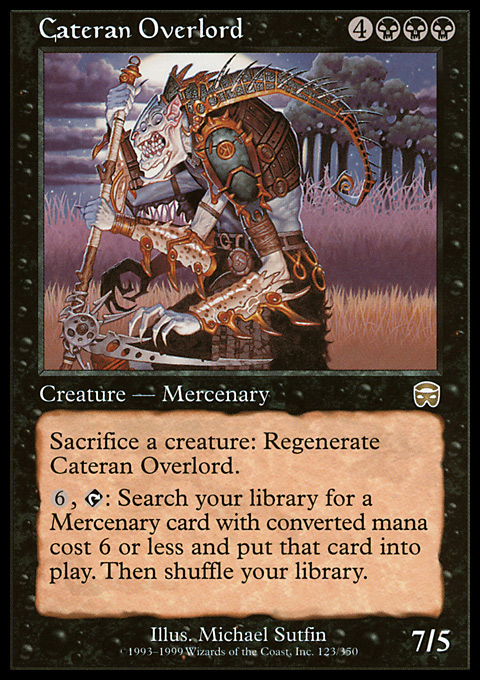 Cateran Overlord 4
Creature — Mercenary
Sacrifice a creature: Regenerate
Cateran Overlord.
6, : Search your library for a
Mercenary card with converted mana
cost 6 or less and put that card into
play. Then shuffle your library.
Illus. Michael Sutfin
©1993–1999 Wizards of the Coast, Inc. 123/350
7/5